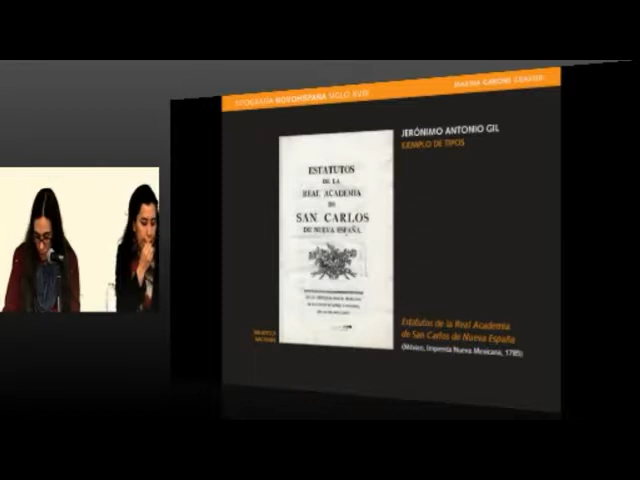 TIPOGRAFÍA NOVOHISPANA SIGLO XVIII
MARINA GARONE GRAVIER
JERÓNIMO ANTONIO GIL
EJEMPLO DE TIPOS
ESTATUTOS
DE LA
REAL ACADEMIA
DE
SAN CARLOS
DE NUEVA ESPAÑA.
Estatutos de la Real Academia
de San Carlos de Nueva España
(México, Imprenta Nueva Mexicana, 1785)